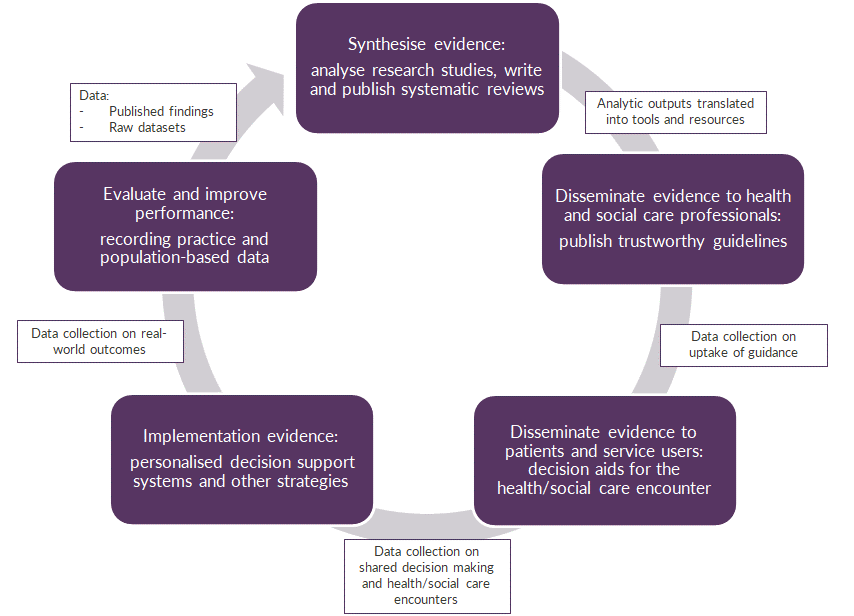 Synthesise evidence:
analyse research studies, write
and publish systematic reviews
Analytic outputs translated
into tools and resources
Disseminate evidence to health
and social care professionals:
publish trustworthy guidelines
Data collection on
uptake of guidance
Disseminate evidence to
patients and service users:
decision aids for the
health/social care encounter
Data collection on
shared decision making
and health/social care
encounters
Implementation evidence:
personalised decision support
systems and other strategies
Data collection on real-
world outcomes
Evaluate and improve
performance:
recording practice and
population-based data
Data:
- Published findings
- Raw datasets